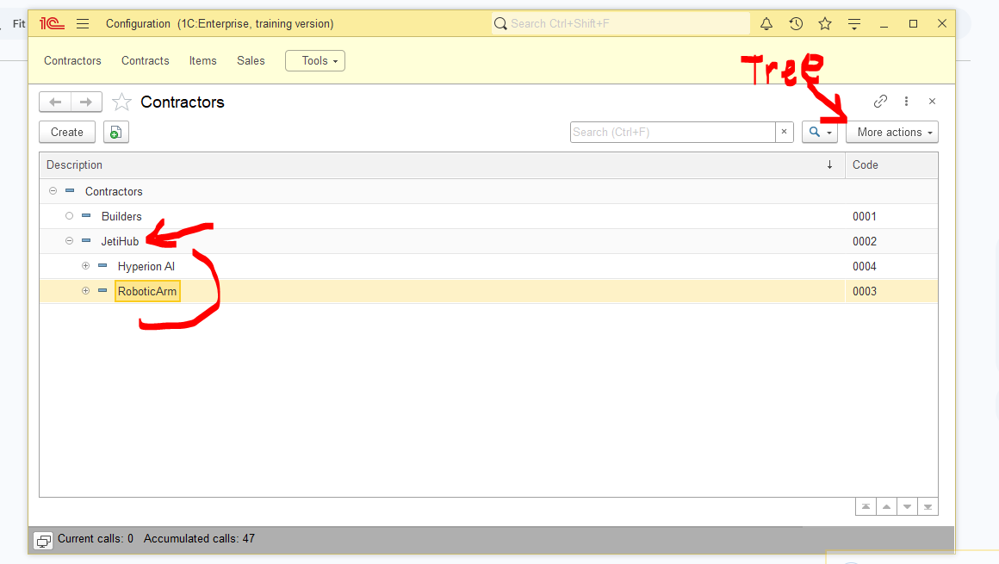 Fit
1C Configuration (1C:Enterprise, training version) Search Ctrl+Shift+F
Contractors Contracts Items Sales Tools
Tree
Contractors
Create Search (Ctrl+F) × More actions
Description ↓ Code
Contractors
Builders 0001
JetiHub 0002
Hyperion AI 0004
RoboticArm 0003
Current calls: 0 Accumulated calls: 47